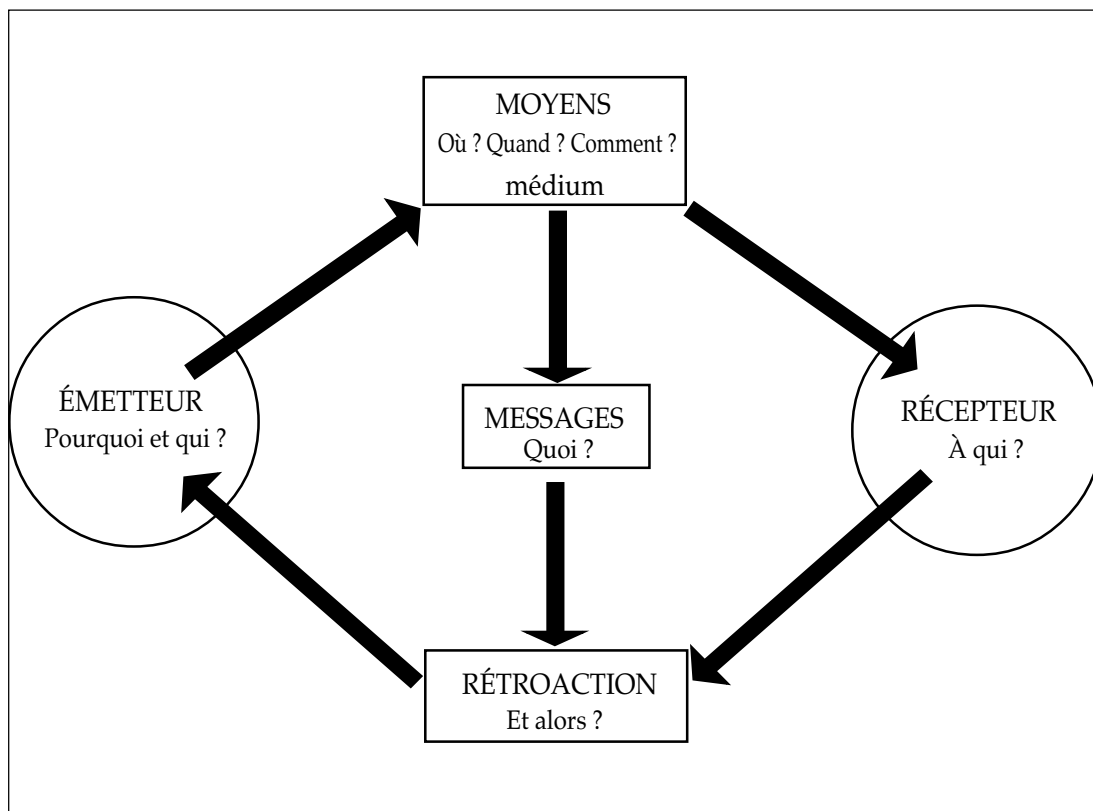 MOYENS
Où ? Quand ? Comment ?
médium
ÉMETTEUR
Pourquoi et qui ?
MESSAGES
Quoi ?
RÉCEPTEUR
À qui ?
RÉTROACTION
Et alors ?